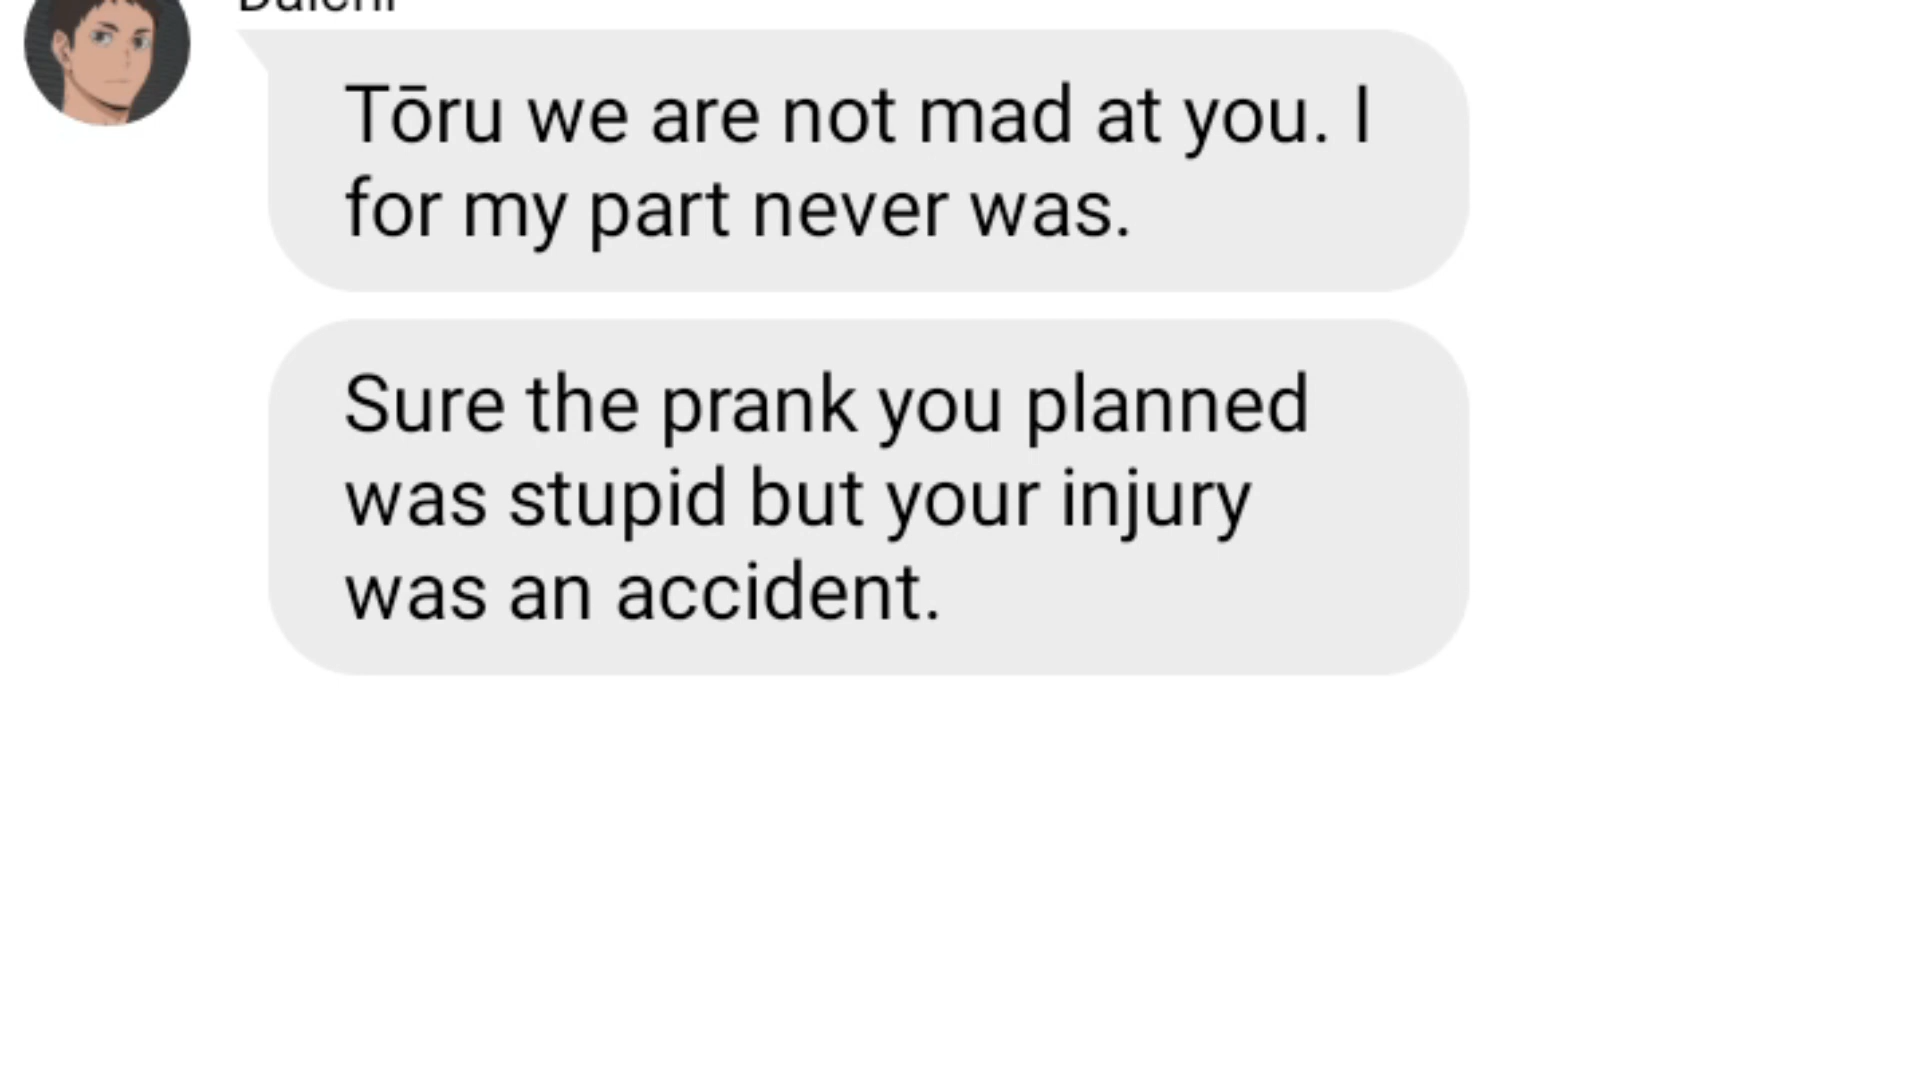 Daichi
Tōru we are not mad at you. I
for my part never was.
Sure the prank you planned
was stupid but your injury
was an accident.